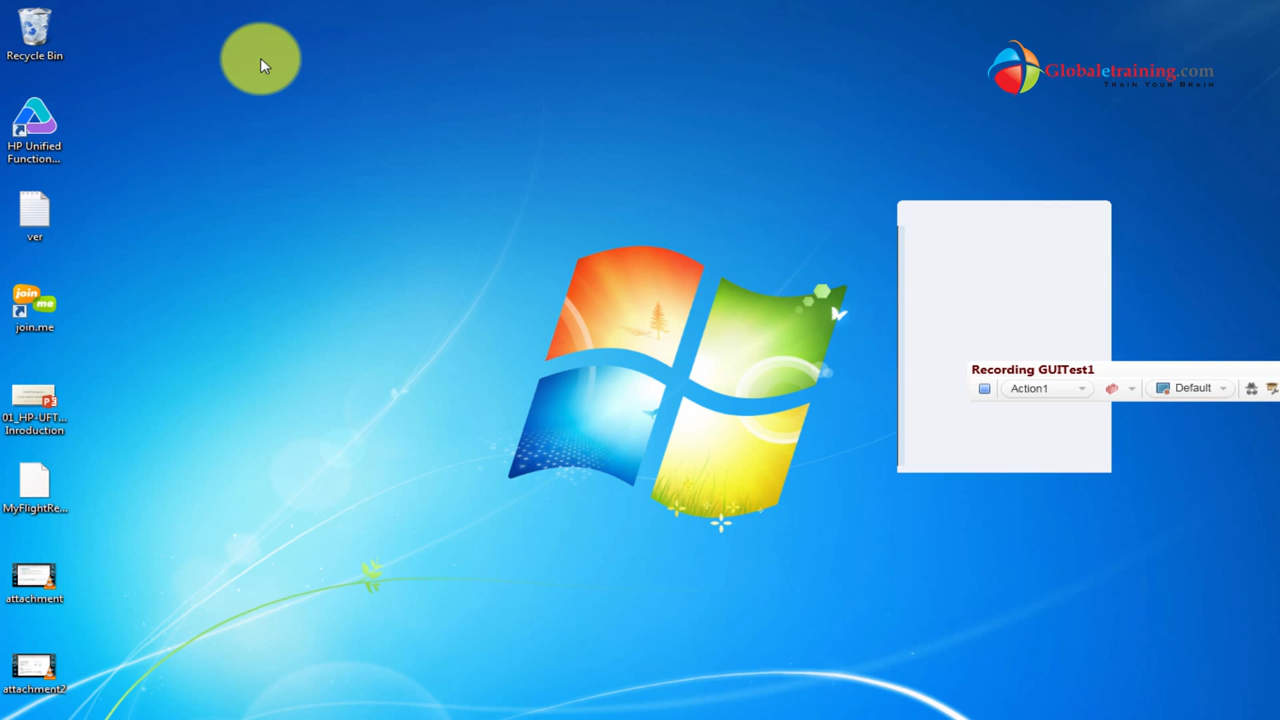 Recycle Bin
Globaletraining.com
TRAIN YOUR BRAIN
HP Unified
Function...
ver
join
me
join.me
Recording GUITest1
Action1
Default
01_HP-UFT...
Inroduction
MyFlightRe...
attachment
attachment2